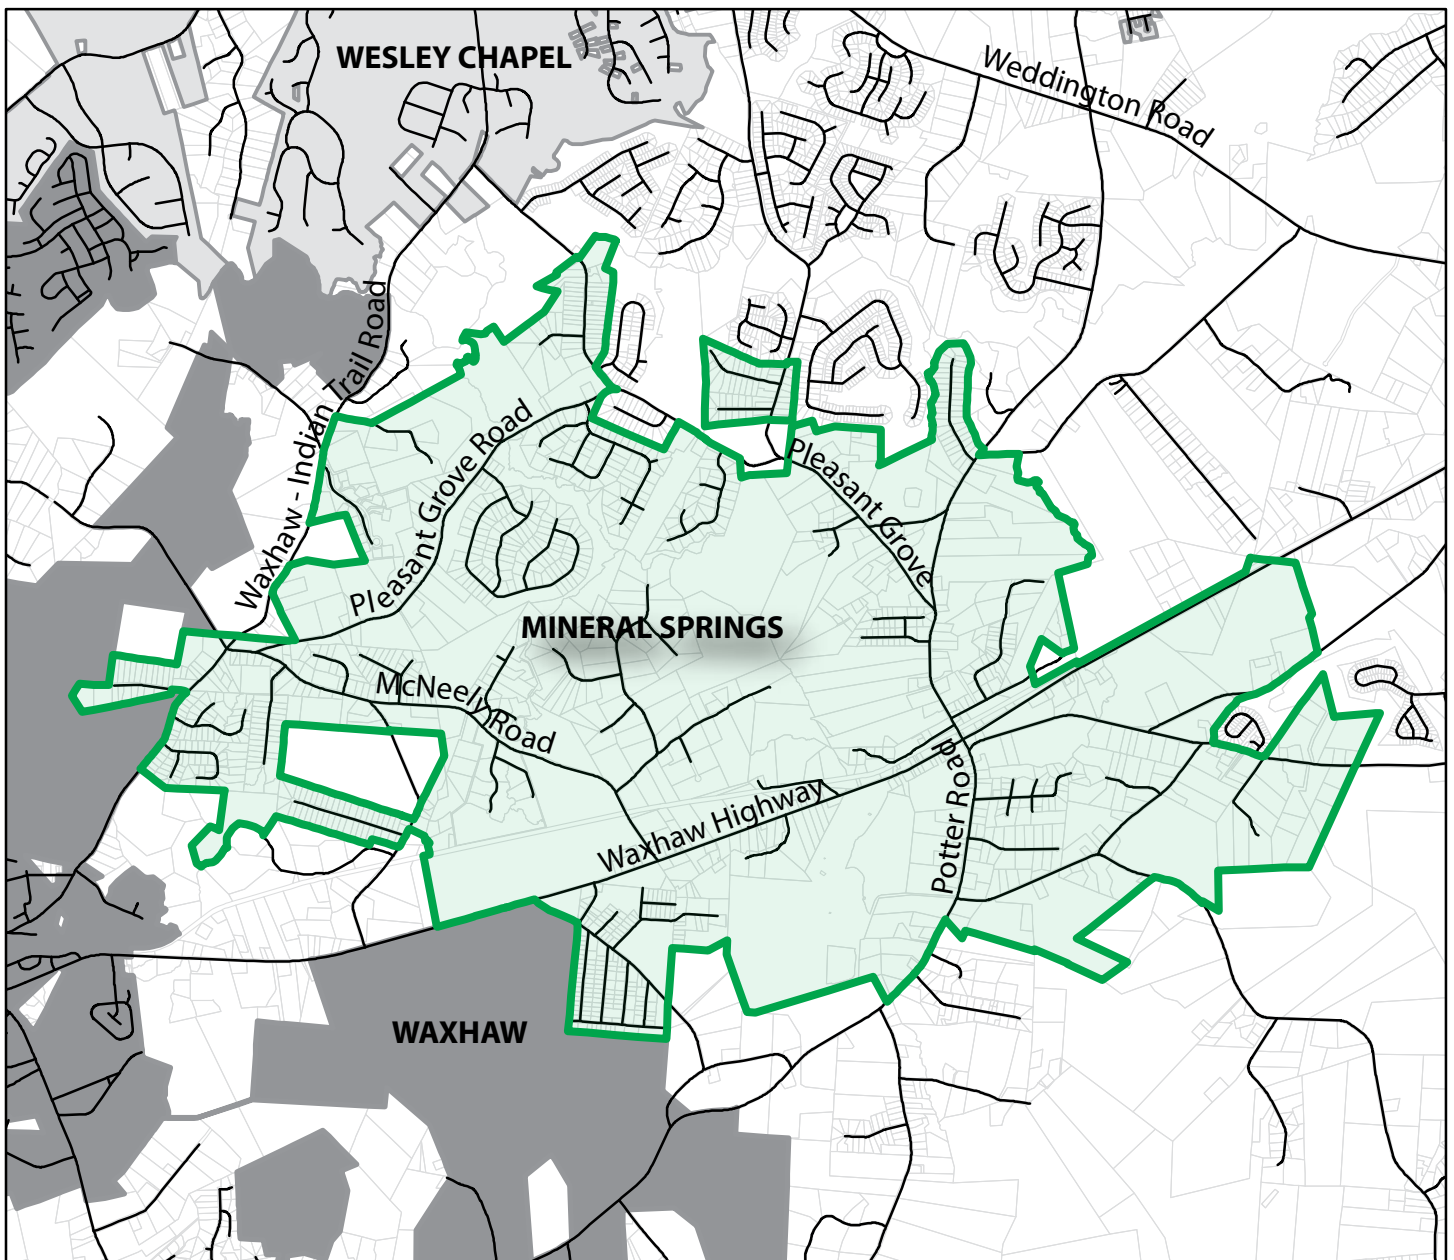 WESLEY CHAPEL
Weddington Road
Waxhaw - Indian Trail Road
Pleasant Grove Road
Pleasant Grove
MINERAL SPRINGS
McNeely Road
Waxhaw Highway
Potter Road
WAXHAW